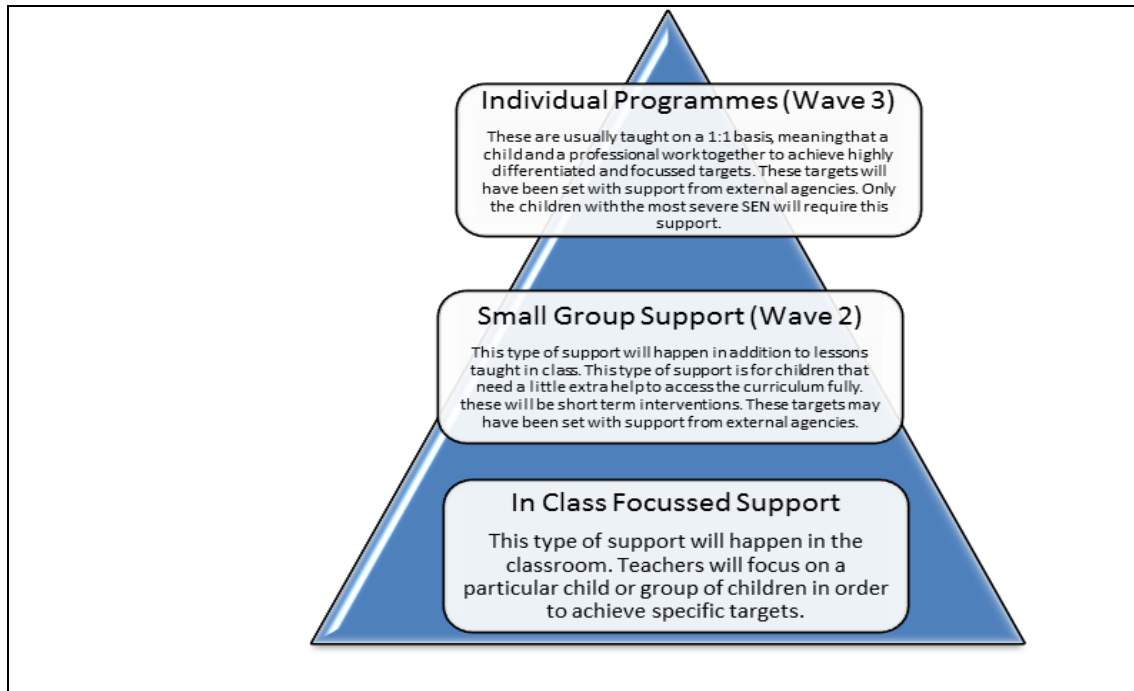 Individual Programmes (Wave 3)
These are usually taught on a 1:1 basis, meaning that a
child and a professional work together to achieve highly
differentiated and focussed targets. These targets will
have been set with support from external agencies. Only
the children with the most severe SEN will require this
support.
Small Group Support (Wave 2)
This type of support will happen in addition to lessons
taught in class. This type of support is for children that
need a little extra help to access the curriculum fully.
these will be short term interventions. These targets may
have been set with support from external agencies.
In Class Focussed Support
This type of support will happen in the
classroom. Teachers will focus on a
particular child or group of children in order
to achieve specific targets.